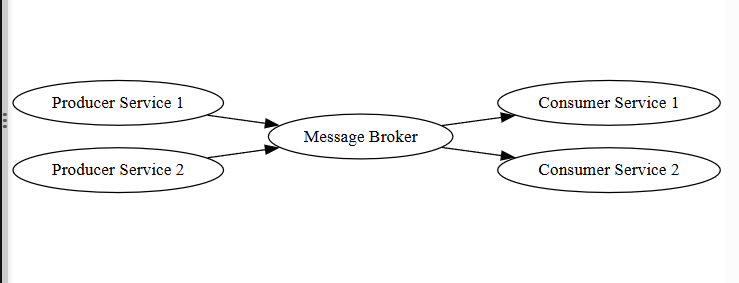 Producer Service 1
Consumer Service 1
Message Broker
Producer Service 2
Consumer Service 2